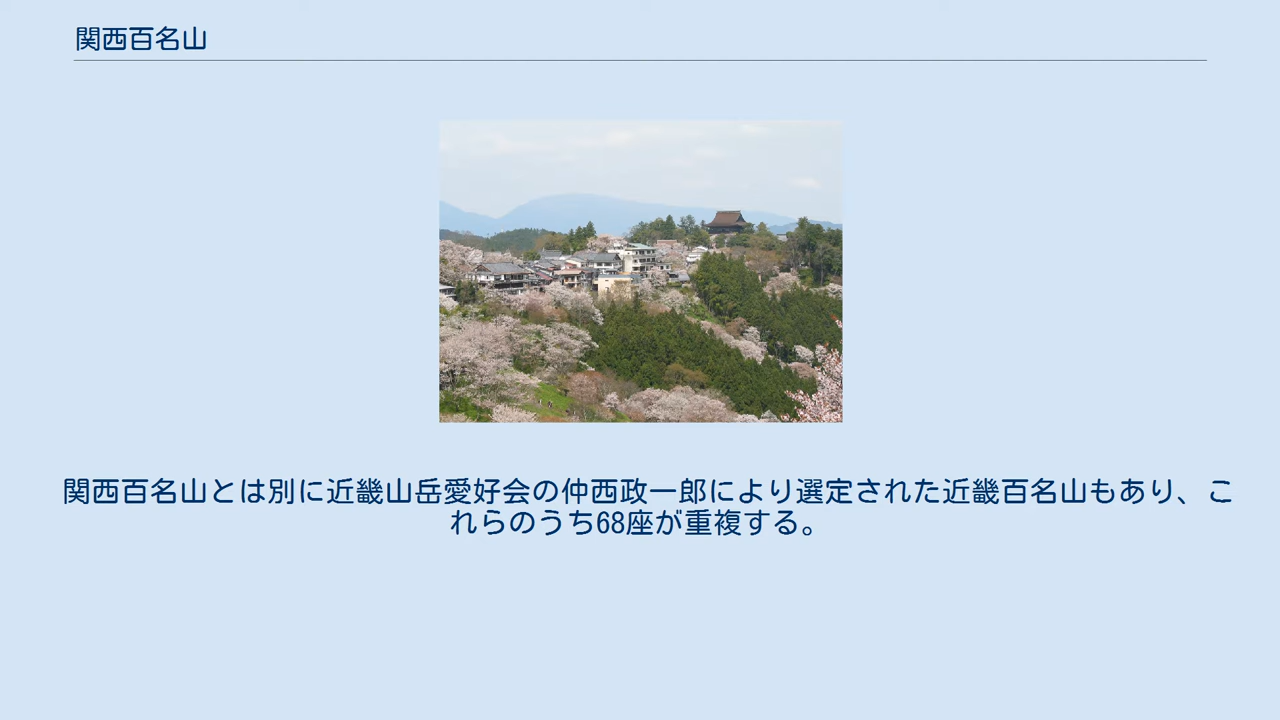 関西百名山
関西百名山とは別に近畿山岳愛好会の仲西政一郎により選定された近畿百名山もあり、こ
れらのうち68座が重複する。